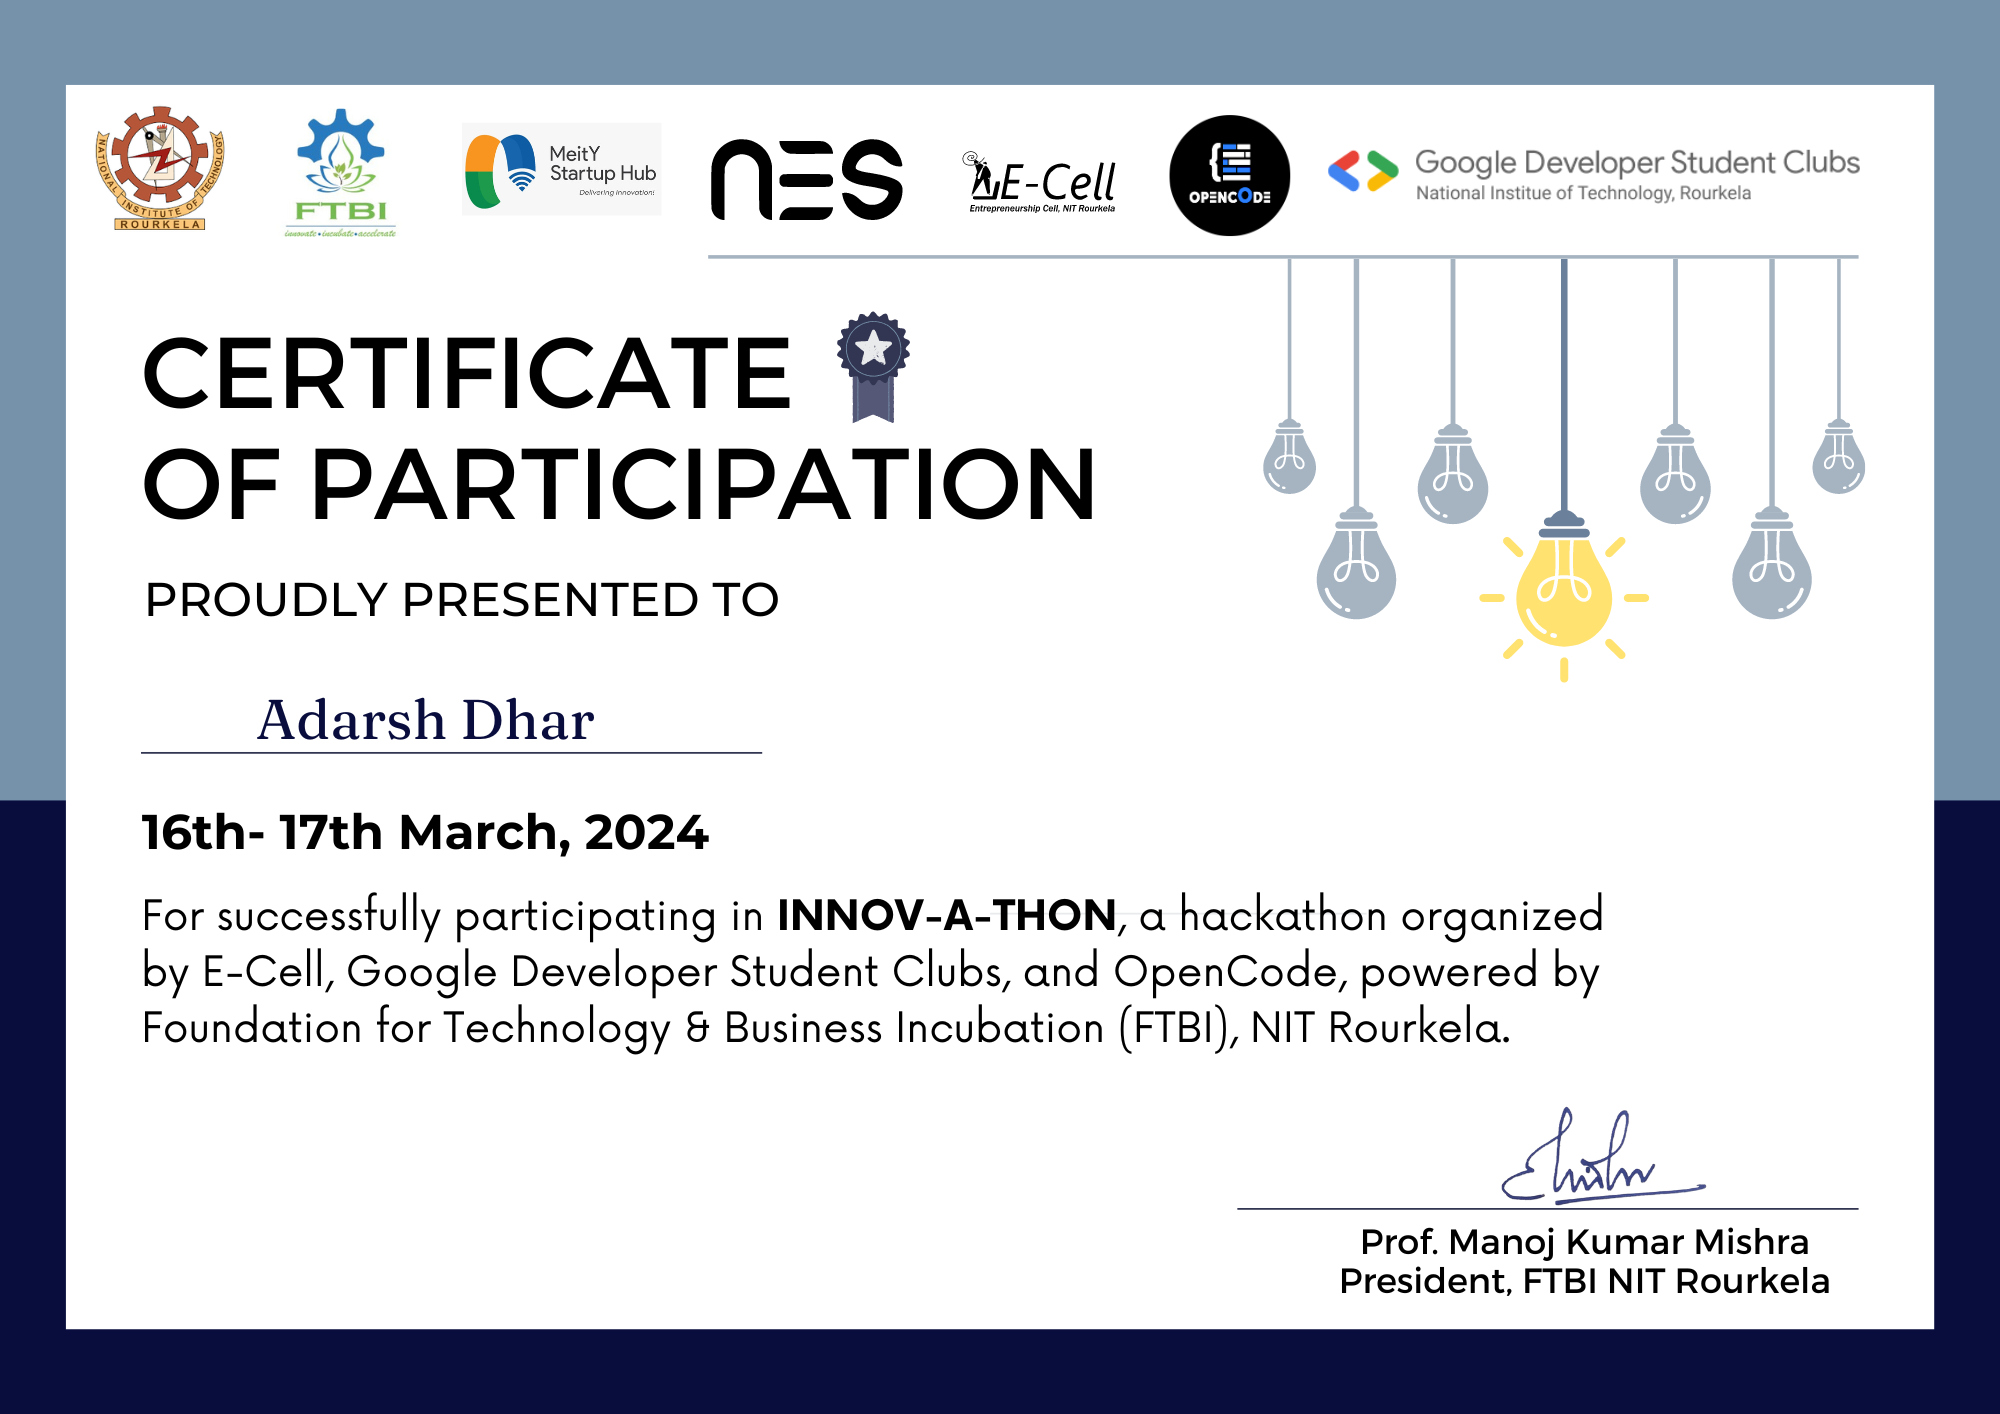 NATIONAL INSTITUTE OF TECHNOLOGY
ROURKELA
FTBI
innovate•incubate•accelerate
MeitY
Startup Hub
Delivering Innovation!
nES
E-Cell
Entrepreneurship Cell, NIT Rourkela
OPENCODE
Google Developer Student Clubs
National Institue of Technology, Rourkela
CERTIFICATE
OF PARTICIPATION
PROUDLY PRESENTED TO
Adarsh Dhar
16th- 17th March, 2024
For successfully participating in INNOV-A-THON, a hackathon organized
by E-Cell, Google Developer Student Clubs, and OpenCode, powered by
Foundation for Technology & Business Incubation (FTBI), NIT Rourkela.
Prof. Manoj Kumar Mishra
President, FTBI NIT Rourkela